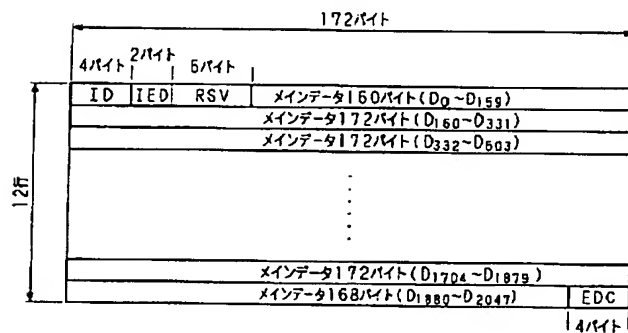 172バイト
2バイト
4バイト 6バイト
ID IED RSV メインデータ160バイト(D0~D159)
メインデータ172バイト(D160~D331)
メインデータ172バイト(D332~D503)
12行
メインデータ172バイト(D1704~D1879)
メインデータ168バイト(D1880~D2047) EDC
4バイト